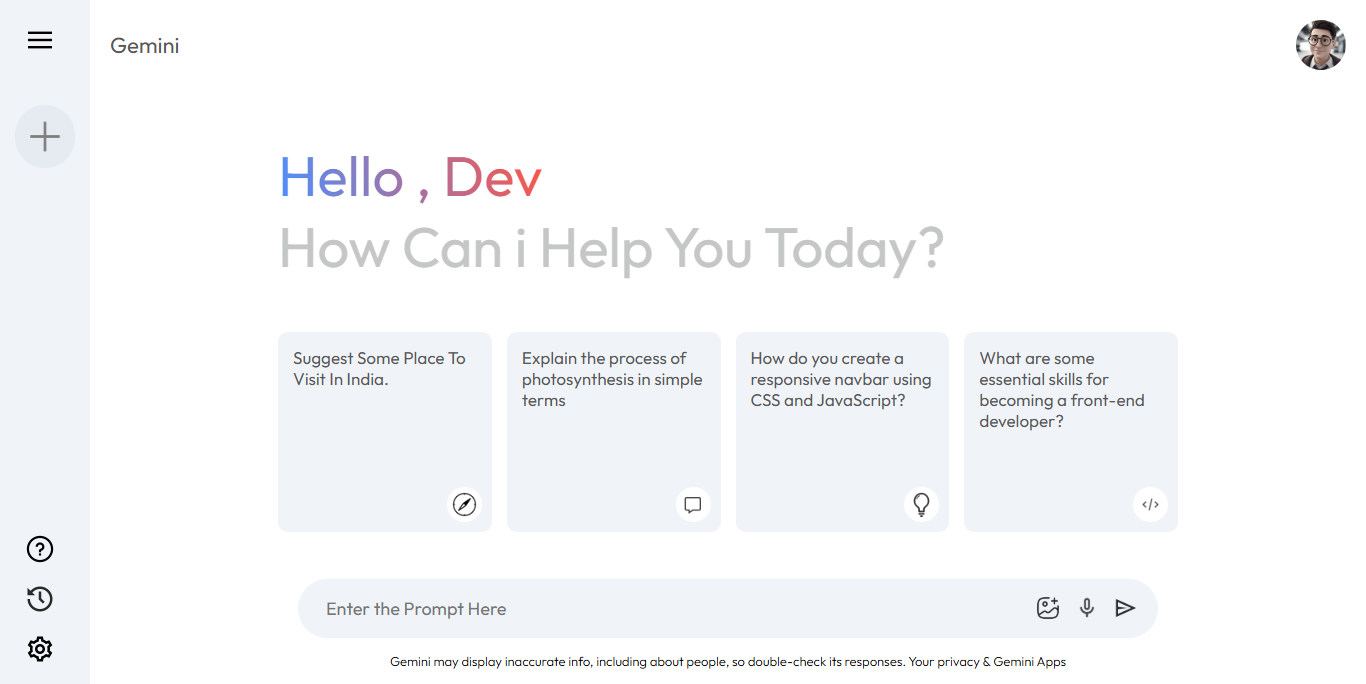 Gemini
Hello , Dev
How Can i Help You Today?
Suggest Some Place To
Visit In India.
Explain the process of
photosynthesis in simple
terms
How do you create a
responsive navbar using
CSS and JavaScript?
What are some
essential skills for
becoming a front-end
developer?
Enter the Prompt Here
Gemini may display inaccurate info, including about people, so double-check its responses. Your privacy & Gemini Apps